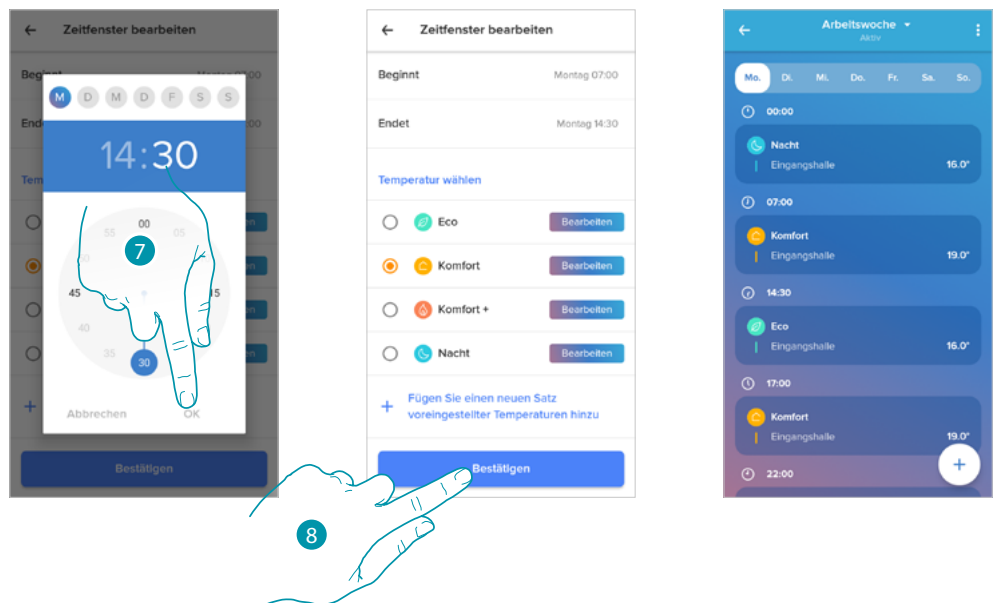 Zeitfenster bearbeiten
Beginnt
Montag 07:00
M D M D F S S
14:30
00
55 05
45
15
40
35
30
Abbrechen OK
Bestätigen
7
Zeitfenster bearbeiten
Beginnt Montag 07:00
Endet Montag 14:30
Temperatur wählen
Eco Bearbeiten
Komfort Bearbeiten
Komfort + Bearbeiten
Nacht Bearbeiten
+ Fügen Sie einen neuen Satz
voreingestellter Temperaturen hinzu
Bestätigen
8
Arbeitswoche
Aktiv
Mo. Di. Mi. Do. Fr. Sa. So.
00:00
Nacht
Eingangshalle 16.0°
07:00
Komfort
Eingangshalle 19.0°
14:30
Eco
Eingangshalle 16.0°
17:00
Komfort
Eingangshalle 19.0°
22:00
+